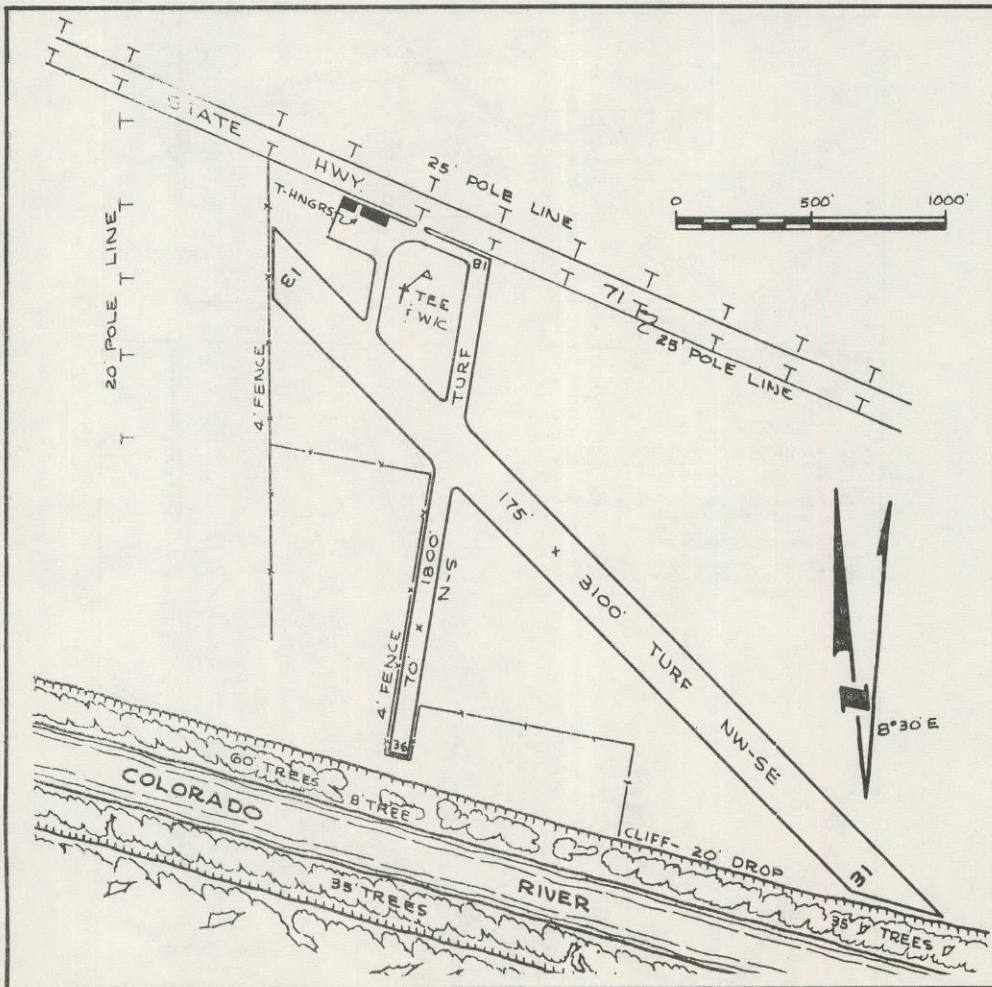 STATE HWY. 71
25' POLE LINE
0 500' 1000'
T-HNGRS
20' POLE LINE
13
18
TEE
W/C
TURF
25' POLE LINE
4' FENCE
175' x 3100' TURF NW-SE
70' x 1800' N-S
4' FENCE
36
8°30' E
60' TREES
8' TREE
CLIFF- 20' DROP
31
COLORADO RIVER
35' TREES
35' TREES